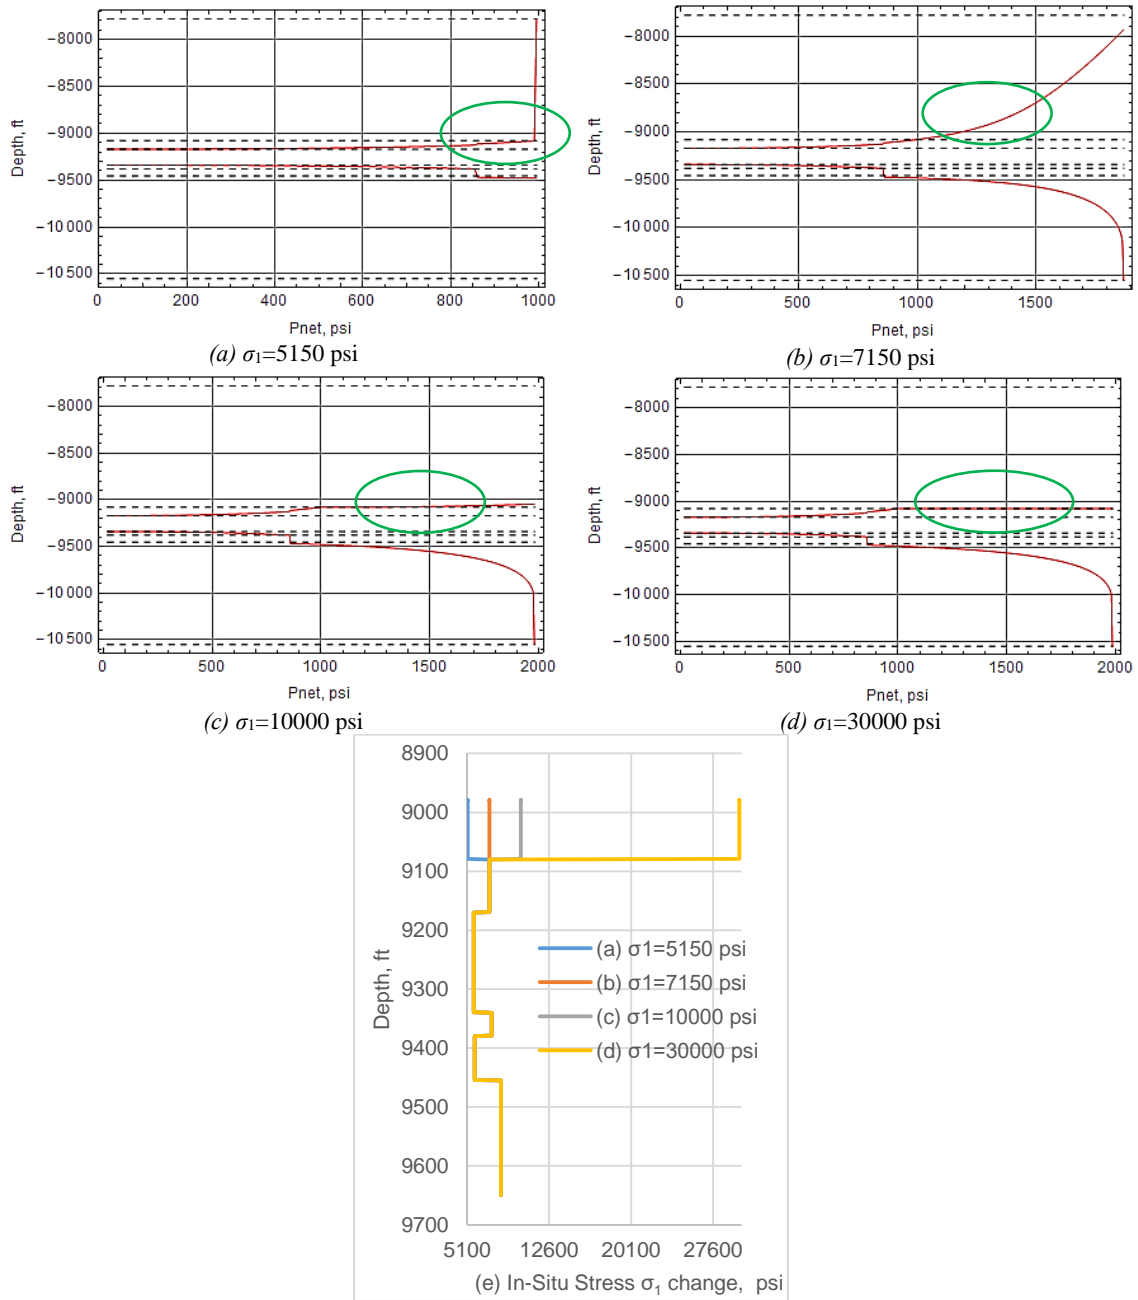 −8000
−8500
−9000
−9500
−10 000
−10 500
Depth, ft
0 200 400 600 800 1000
Pnet, psi
(a) σ1=5150 psi
−8000
−8500
−9000
−9500
−10 000
−10 500
Depth, ft
0 500 1000 1500
Pnet, psi
(b) σ1=7150 psi
−8000
−8500
−9000
−9500
−10 000
−10 500
Depth, ft
0 500 1000 1500 2000
Pnet, psi
(c) σ1=10000 psi
−8000
−8500
−9000
−9500
−10 000
−10 500
Depth, ft
0 500 1000 1500 2000
Pnet, psi
(d) σ1=30000 psi
8900
9000
9100
9200
9300
9400
9500
9600
9700
Depth, ft
(a) σ1=5150 psi
(b) σ1=7150 psi
(c) σ1=10000 psi
(d) σ1=30000 psi
5100 12600 20100 27600
(e) In-Situ Stress σ1 change, psi